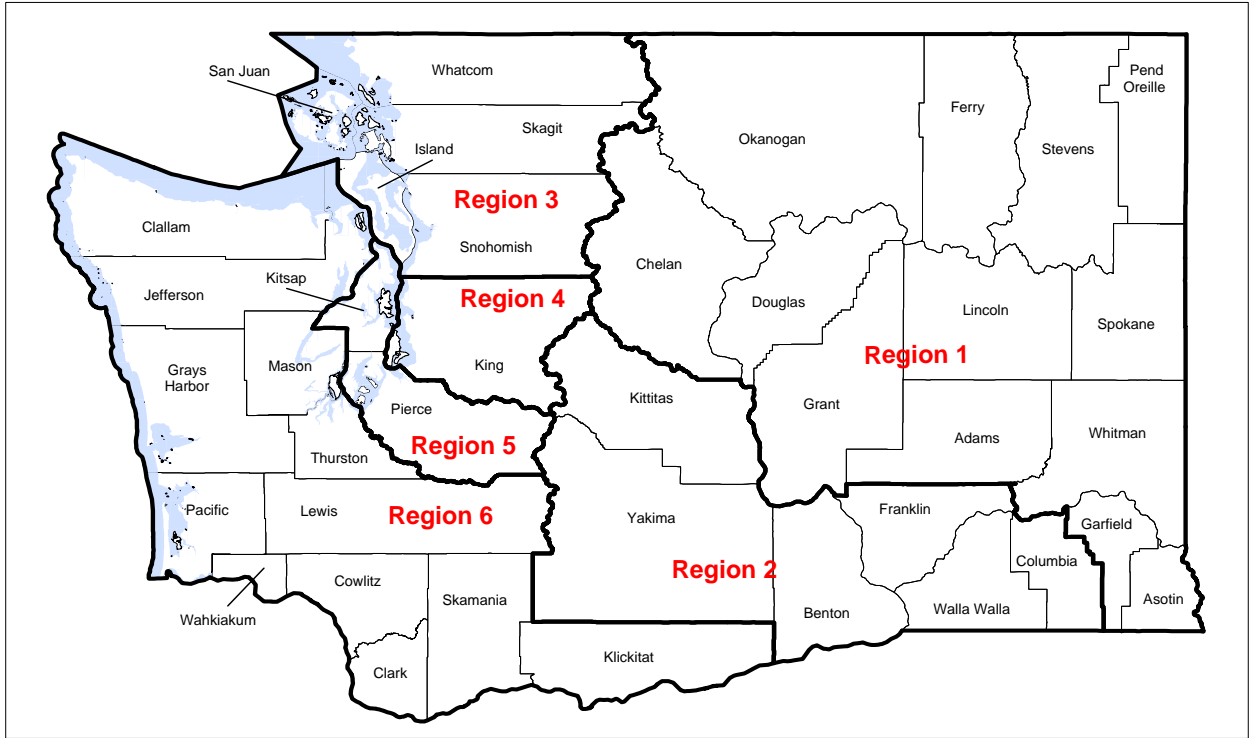 Whatcom
San Juan
Pend
Oreille
Ferry
Skagit
Okanogan
Island
Stevens
Region 3
Clallam
Snohomish
Chelan
Kitsap
Jefferson
Region 4
Douglas
Lincoln
Spokane
Region 1
Mason
King
Grays
Harbor
Kittitas
Grant
Pierce
Whitman
Adams
Region 5
Thurston
Franklin
Pacific
Lewis
Region 6
Yakima
Garfield
Columbia
Region 2
Cowlitz
Skamania
Asotin
Walla Walla
Benton
Wahkiakum
Klickitat
Clark